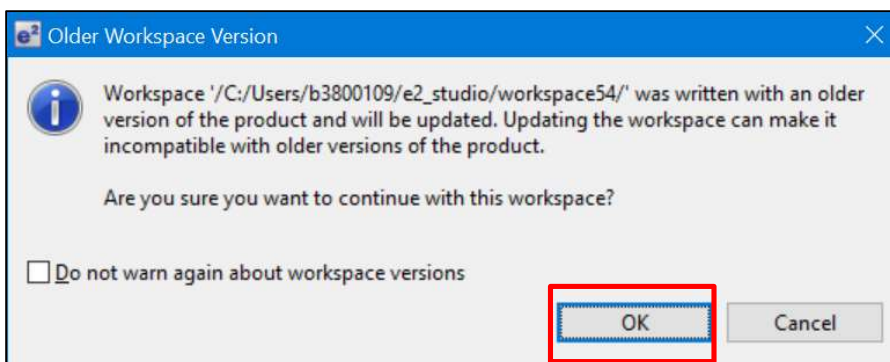 e² Older Workspace Version
Workspace '/C:/Users/b3800109/e2_studio/workspace54/' was written with an older
version of the product and will be updated. Updating the workspace can make it
incompatible with older versions of the product.
Are you sure you want to continue with this workspace?
Do not warn again about workspace versions
OK Cancel